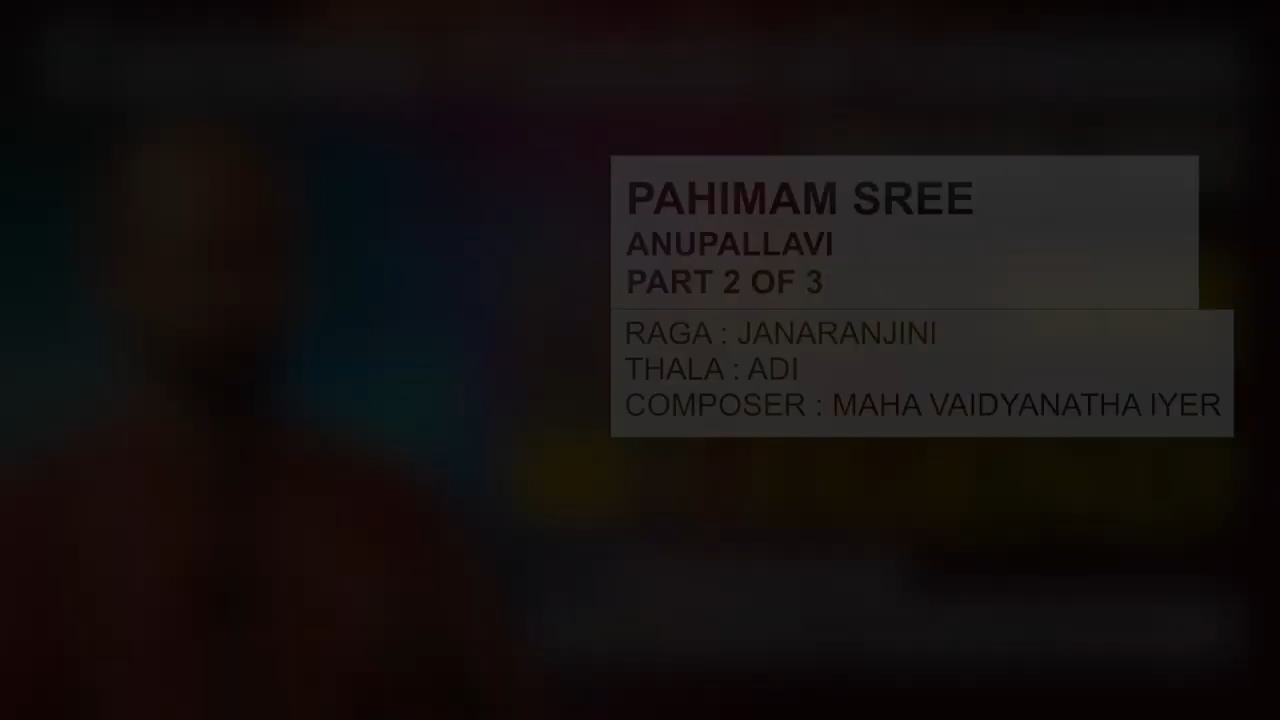 PAHIMAM SREE
ANUPALLAVI
PART 2 OF 3
RAGA : JANARANJINI
THALA : ADI
COMPOSER : MAHA VAIDYANATHA IYER